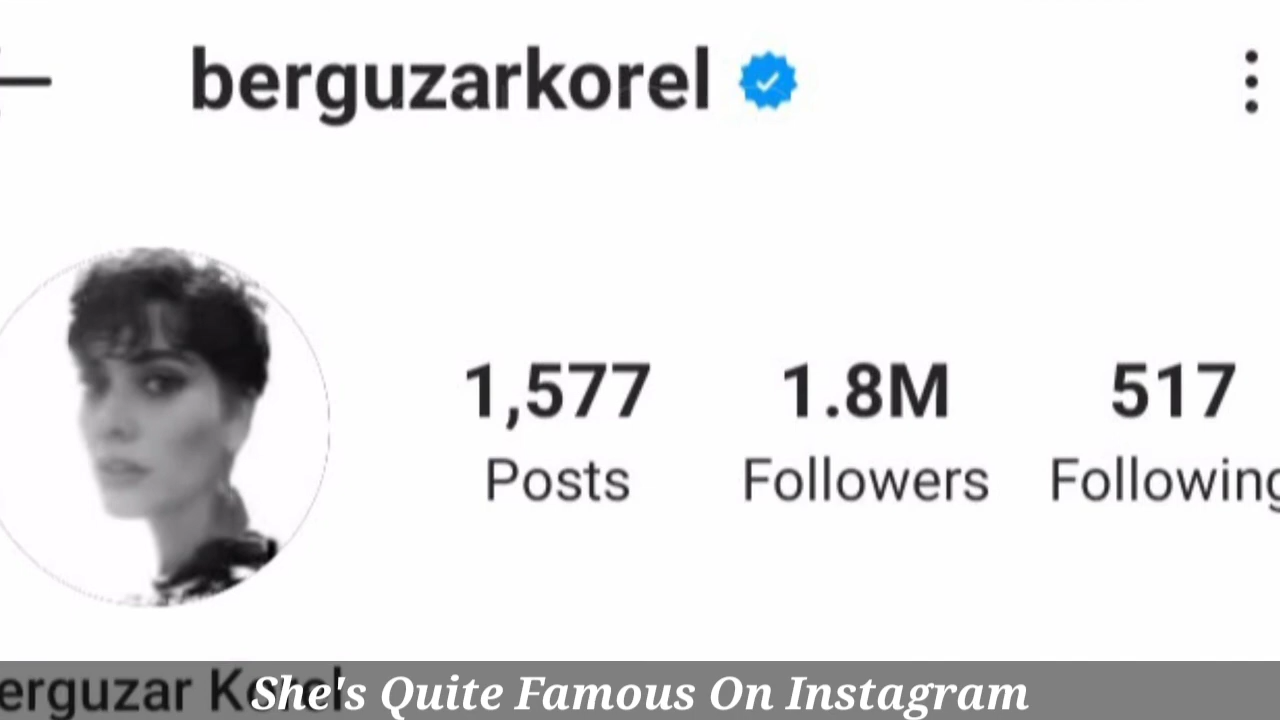 berguzarkorel
1,577 1.8M 517
Posts Followers Following
erguzar Korel
She's Quite Famous On Instagram